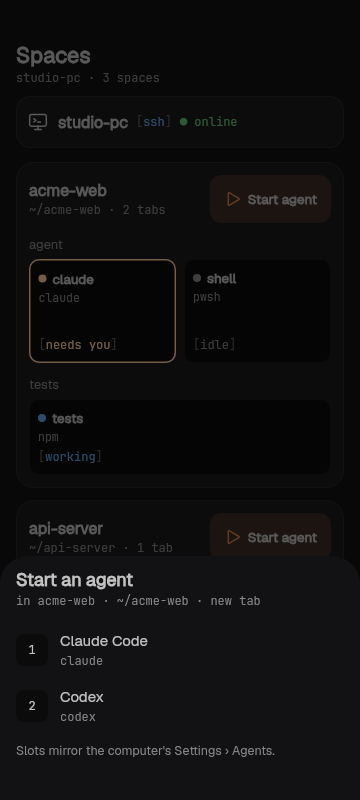 Spaces
studio-pc · 3 spaces
studio-pc [ssh] online
acme-web
~/acme-web · 2 tabs
Start agent
agent
claude
claude
[needs you]
shell
pwsh
[idle]
tests
tests
npm
[working]
api-server
~/api-server · 1 tab
Start agent
Start an agent
in acme-web · ~/acme-web · new tab
1
Claude Code
claude
2
Codex
codex
Slots mirror the computer's Settings › Agents.